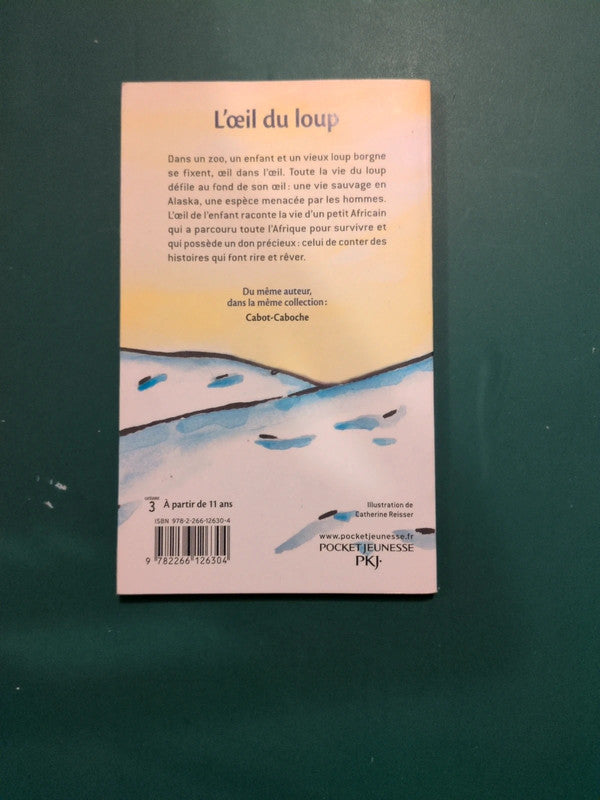 L'œil du loup
Dans un zoo, un enfant et un vieux loup borgne
se fixent, œil dans l'œil. Toute la vie du loup
défile au fond de son œil : une vie sauvage en
Alaska, une espèce menacée par les hommes.
L'œil de l'enfant raconte la vie d'un petit Africain
qui a parcouru toute l'Afrique pour survivre et
qui possède un don précieux : celui de conter des
histoires qui font rire et rêver.
Du même auteur,
dans la même collection :
Cabot-Caboche
3 À partir de 11 ans
ISBN 978-2-266-12630-4
9 782266 126304
Illustration de
Catherine Reisser
www.pocketjeunesse.fr
POCKET JEUNESSE
PKJ·